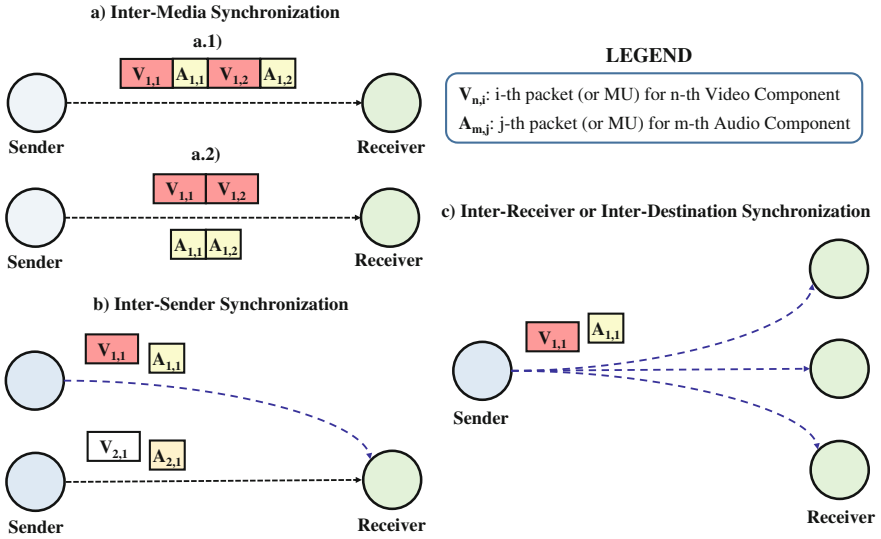 a) Inter-Media Synchronization
a.1)
V1,1 A1,1 V1,2 A1,2
Sender
Receiver
a.2)
V1,1 V1,2
A1,1 A1,2
Sender
Receiver
LEGEND
Vn,i: i-th packet (or MU) for n-th Video Component
Am,j: j-th packet (or MU) for m-th Audio Component
b) Inter-Sender Synchronization
V1,1
A1,1
V2,1
A2,1
Sender
Receiver
c) Inter-Receiver or Inter-Destination Synchronization
V1,1
A1,1
Sender
Receiver